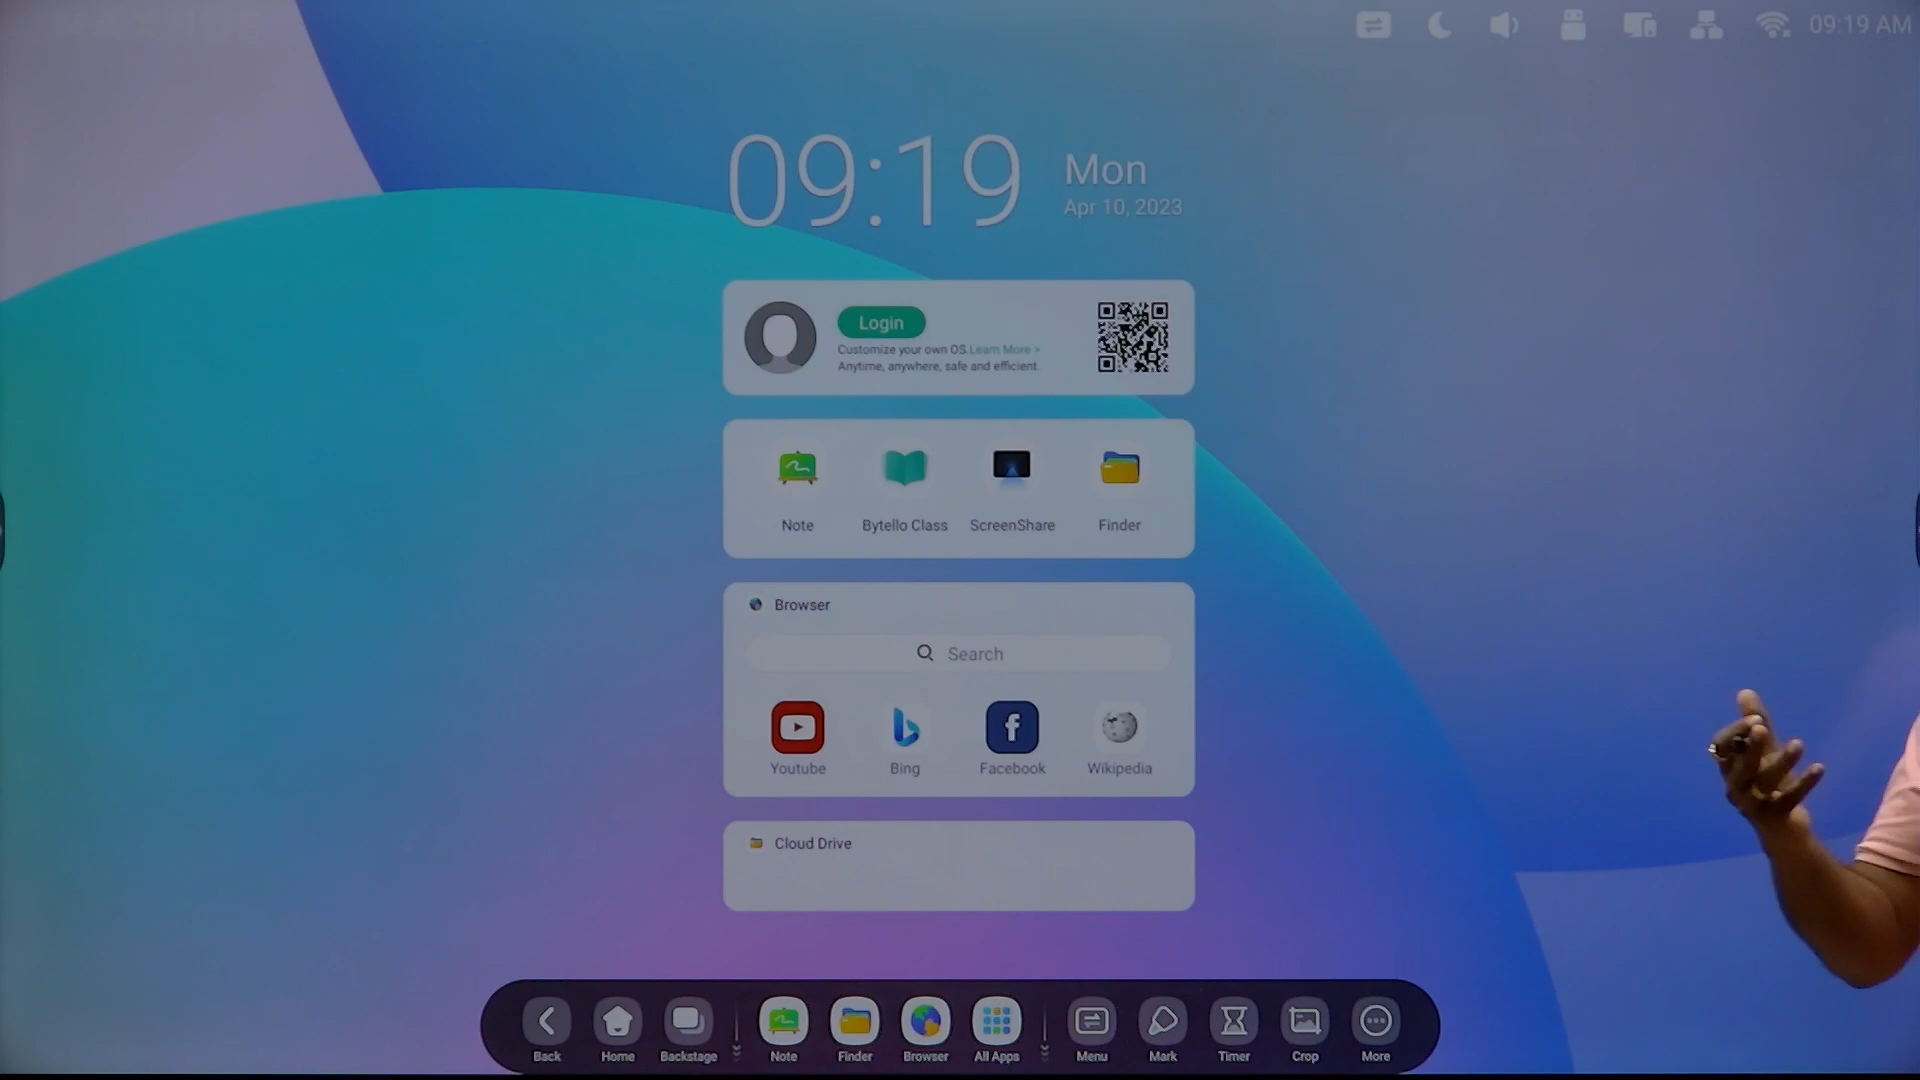 09:19 AM
09:19
Mon
Apr 10, 2023
Login
Customize your own OS.Learn More >
Anytime, anywhere, safe and efficient.
Note Bytello Class ScreenShare Finder
Browser
Search
Youtube Bing Facebook Wikipedia
Cloud Drive
Back Home Backstage Note Finder Browser All Apps Menu Mark Timer Crop More